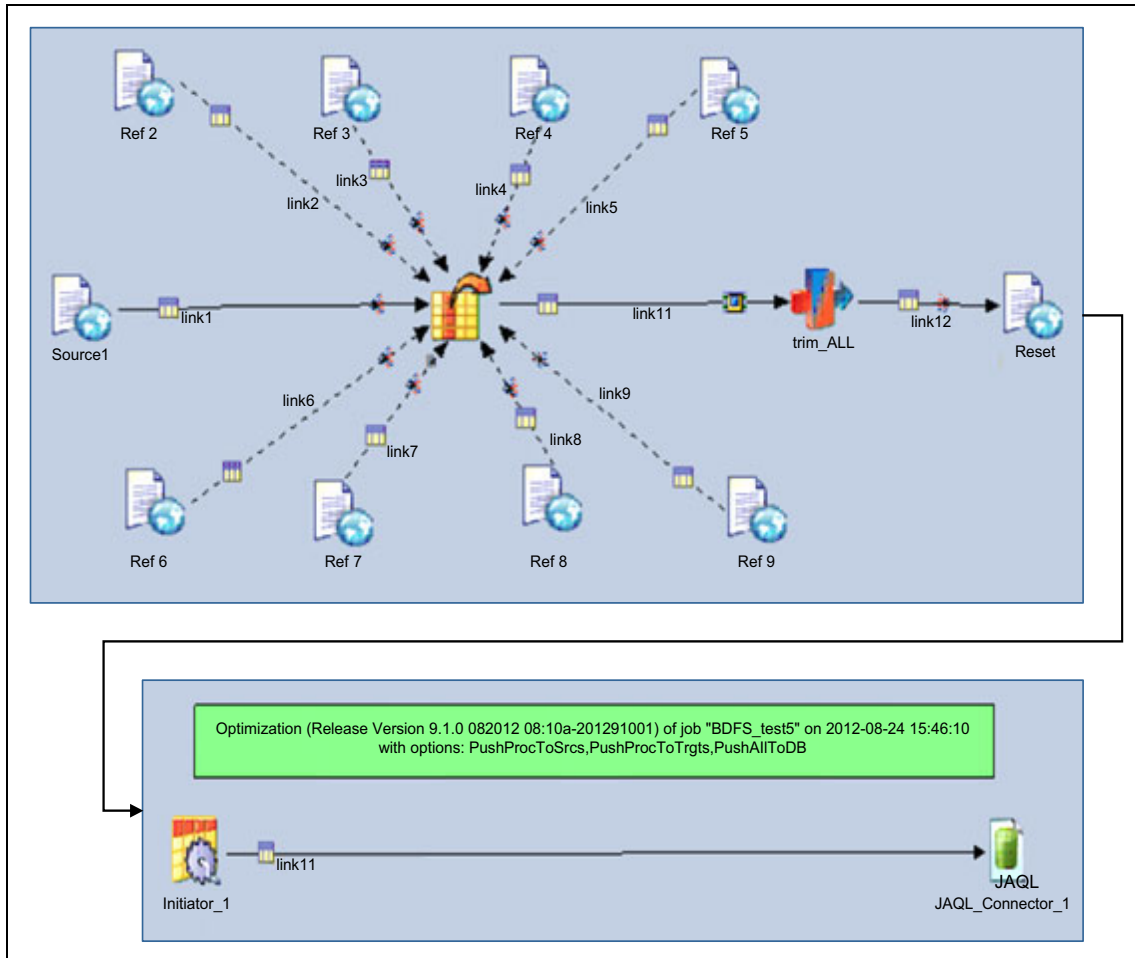 Ref 2
Ref 3
Ref 4
Ref 5
link3
link4
link2
link5
link1
link11
link12
Source1
trim_ALL
Reset
link6
link9
link7
link8
Ref 6
Ref 7
Ref 8
Ref 9
Optimization (Release Version 9.1.0 082012 08:10a-201291001) of job "BDFS_test5" on 2012-08-24 15:46:10
with options: PushProcToSrcs,PushProcToTrgts,PushAllToDB
link11
JAQL
Initiator_1
JAQL_Connector_1